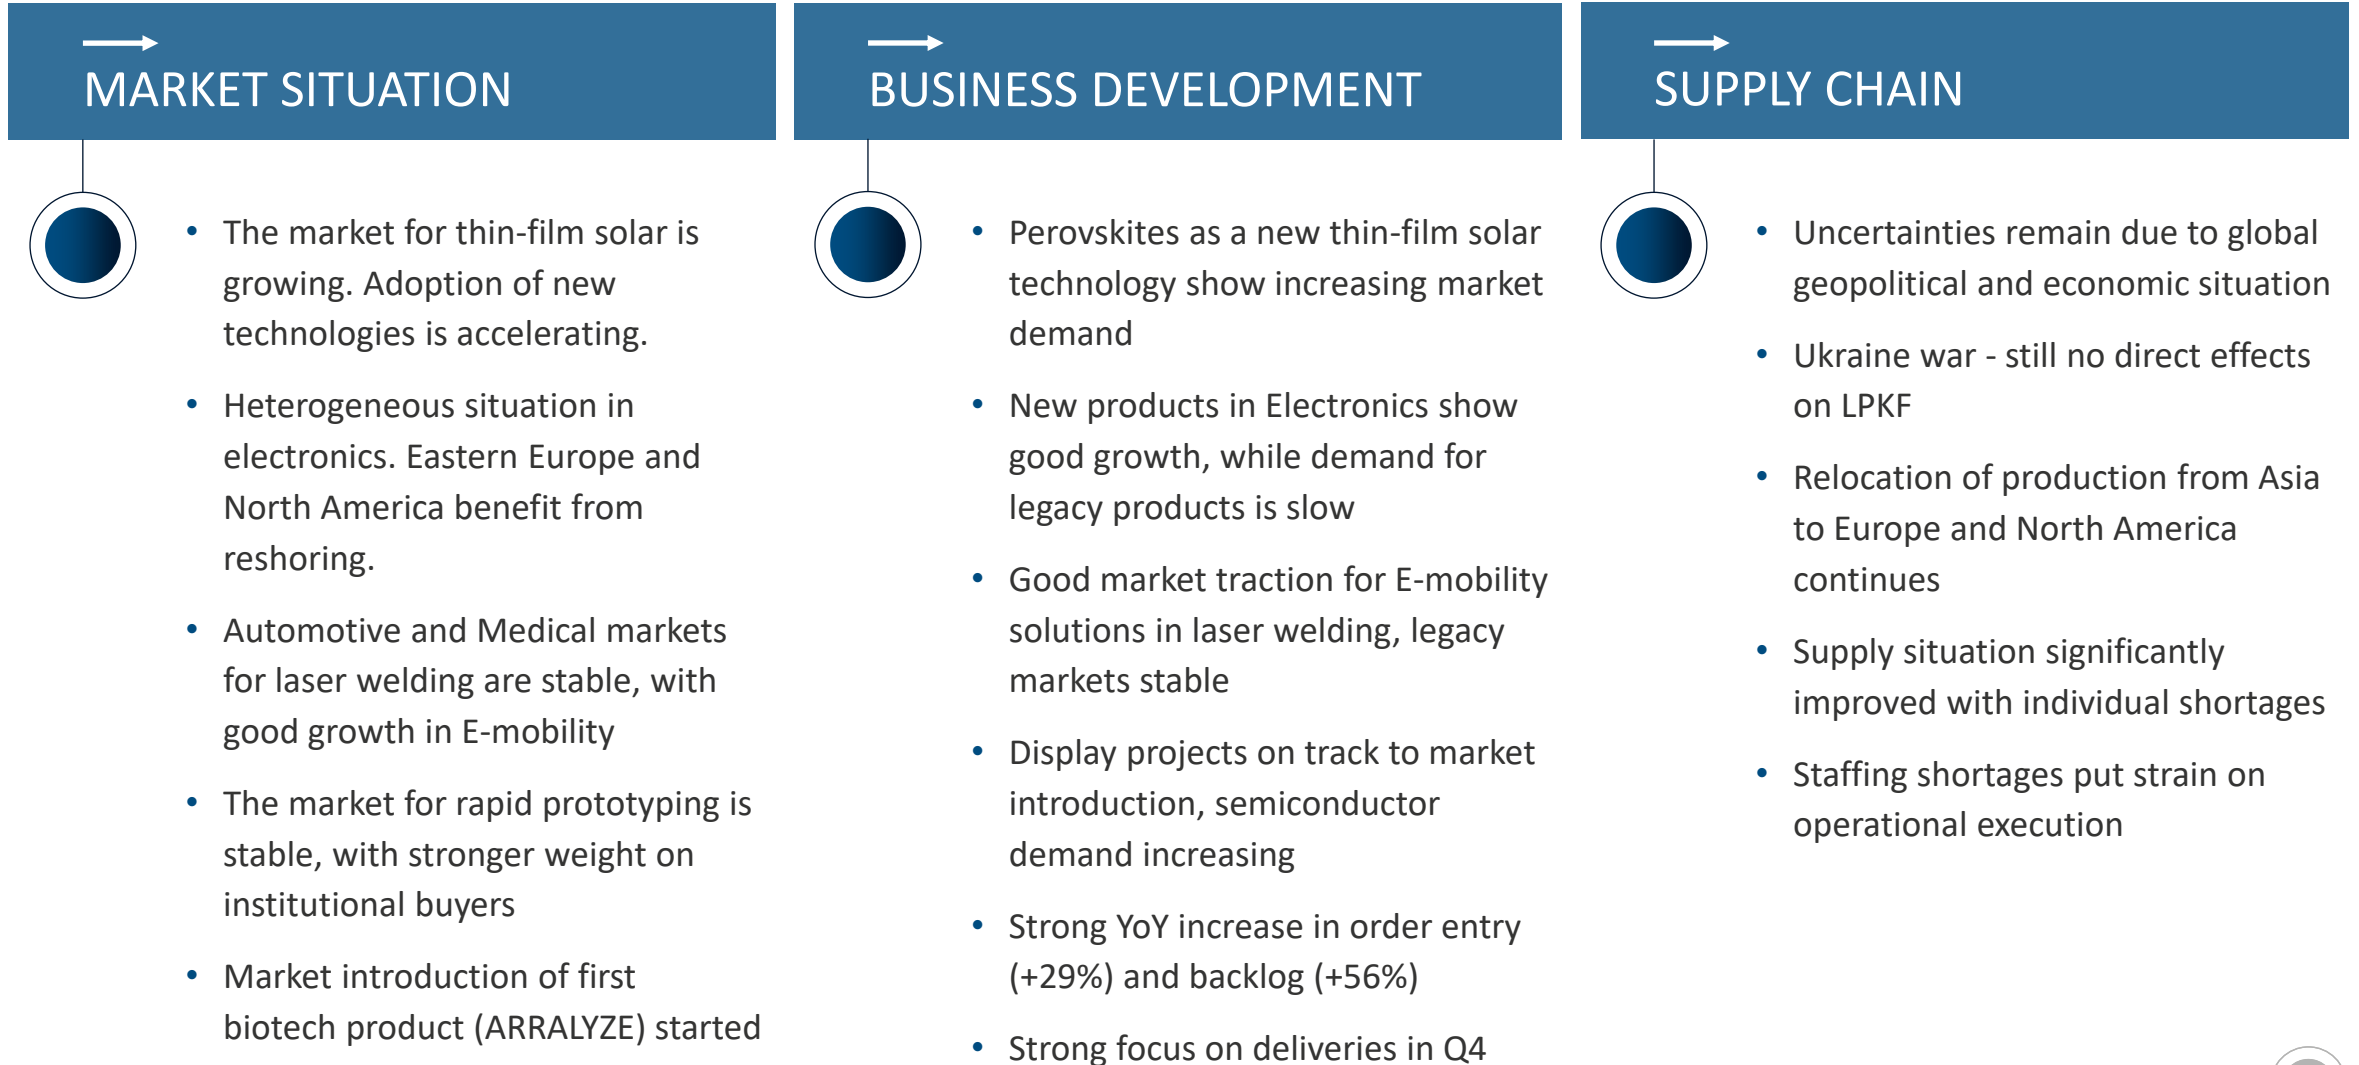 MARKET SITUATION
• The market for thin-film solar is
growing. Adoption of new
technologies is accelerating.
• Heterogeneous situation in
electronics. Eastern Europe and
North America benefit from
reshoring.
• Automotive and Medical markets
for laser welding are stable, with
good growth in E-mobility
• The market for rapid prototyping is
stable, with stronger weight on
institutional buyers
• Market introduction of first
biotech product (ARRALYZE) started
BUSINESS DEVELOPMENT
• Perovskites as a new thin-film solar
technology show increasing market
demand
• New products in Electronics show
good growth, while demand for
legacy products is slow
• Good market traction for E-mobility
solutions in laser welding, legacy
markets stable
• Display projects on track to market
introduction, semiconductor
demand increasing
• Strong YoY increase in order entry
(+29%) and backlog (+56%)
• Strong focus on deliveries in Q4
SUPPLY CHAIN
• Uncertainties remain due to global
geopolitical and economic situation
• Ukraine war - still no direct effects
on LPKF
• Relocation of production from Asia
to Europe and North America
continues
• Supply situation significantly
improved with individual shortages
• Staffing shortages put strain on
operational execution